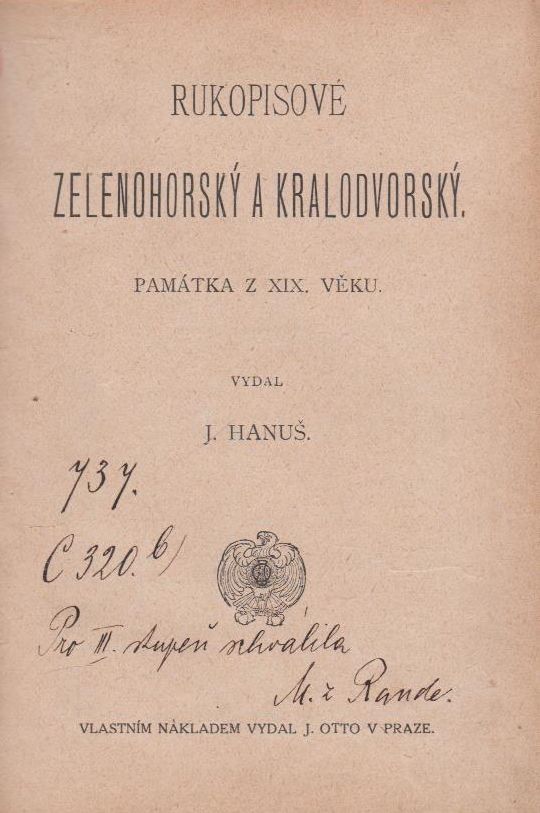 RUKOPISOVÉ
ZELENOHORSKÝ A KRALODVORSKÝ.
PAMÁTKA Z XIX. VĚKU.
VYDAL
J. HANUŠ.
737.
C 320. b)
Pro III. stupeň schválila
M. z Rande.
VLASTNÍM NÁKLADEM VYDAL J. OTTO V PRAZE.